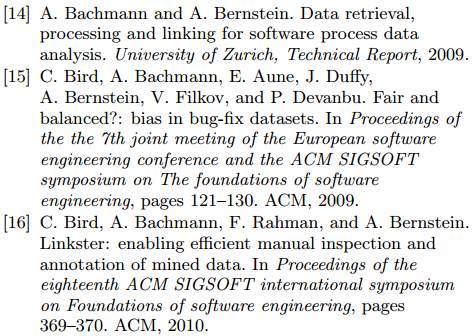 [14] A. Bachmann and A. Bernstein. Data retrieval,
processing and linking for software process data
analysis. University of Zurich, Technical Report, 2009.
[15] C. Bird, A. Bachmann, E. Aune, J. Duffy,
A. Bernstein, V. Filkov, and P. Devanbu. Fair and
balanced?: bias in bug-fix datasets. In Proceedings of
the the 7th joint meeting of the European software
engineering conference and the ACM SIGSOFT
symposium on The foundations of software
engineering, pages 121–130. ACM, 2009.
[16] C. Bird, A. Bachmann, F. Rahman, and A. Bernstein.
Linkster: enabling efficient manual inspection and
annotation of mined data. In Proceedings of the
eighteenth ACM SIGSOFT international symposium
on Foundations of software engineering, pages
369–370. ACM, 2010.